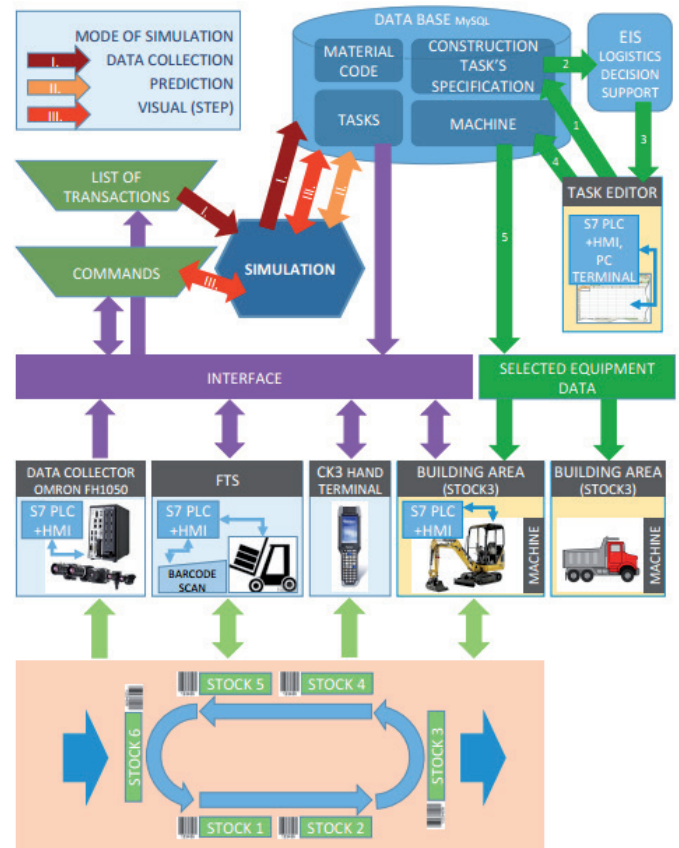 MODE OF SIMULATION
I. DATA COLLECTION
II. PREDICTION
III. VISUAL (STEP)
DATA BASE MySQL
MATERIAL
CODE
CONSTRUCTION
TASK'S
SPECIFICATION
TASKS
MACHINE
2
EIS
LOGISTICS
DECISION
SUPPORT
1
3
4
5
TASK EDITOR
S7 PLC
+HMI,
PC
TERMINAL
LIST OF
TRANSACTIONS
I.
I.
III.
II.
COMMANDS
III.
SIMULATION
INTERFACE
SELECTED EQUIPMENT
DATA
DATA COLLECTOR
OMRON FH1050
S7 PLC
+HMI
FTS
S7 PLC
+HMI
BARCODE
SCAN
CK3 HAND
TERMINAL
BUILDING AREA
(STOCK3)
S7 PLC
+HMI
MACHINE
BUILDING AREA
(STOCK3)
MACHINE
STOCK 5
STOCK 4
STOCK 6
STOCK 3
STOCK 1
STOCK 2